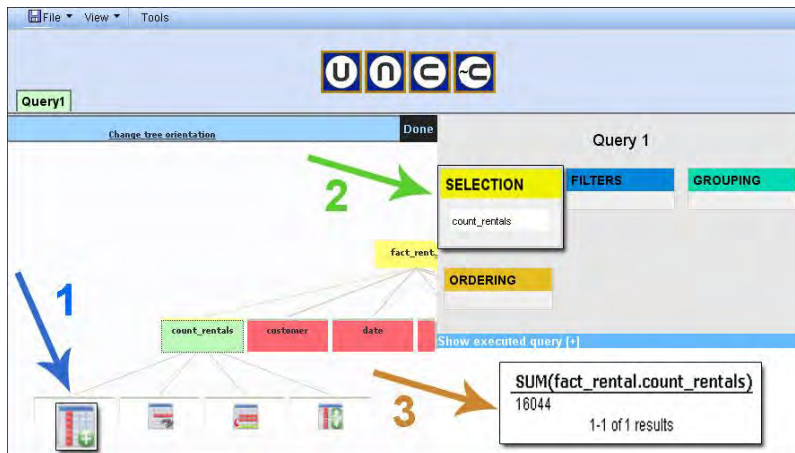 File View Tools
U n C ~C
Query1
Change tree orientation
Done
Query 1
2
SELECTION
FILTERS
GROUPING
count_rentals
fact_rent_
ORDERING
1
count_rentals
customer
date
Show executed query [+]
3
SUM(fact_rental.count_rentals)
16044
1-1 of 1 results